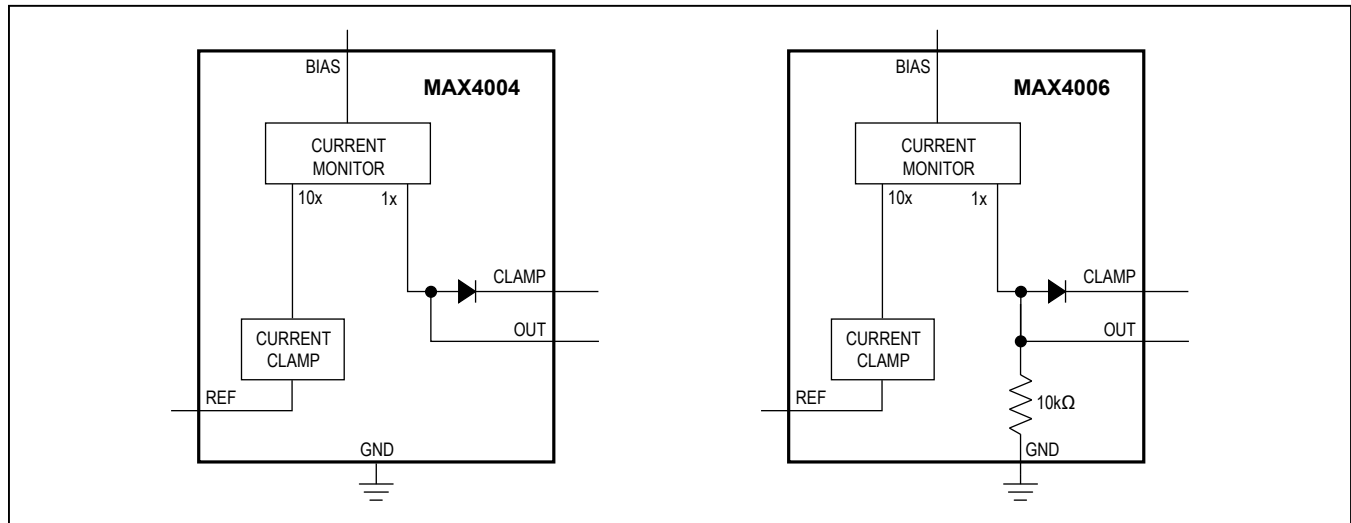 BIAS
MAX4004
CURRENT
MONITOR
10x
1x
CLAMP
OUT
CURRENT
CLAMP
REF
GND
BIAS
MAX4006
CURRENT
MONITOR
10x
1x
CLAMP
OUT
CURRENT
CLAMP
10kΩ
REF
GND